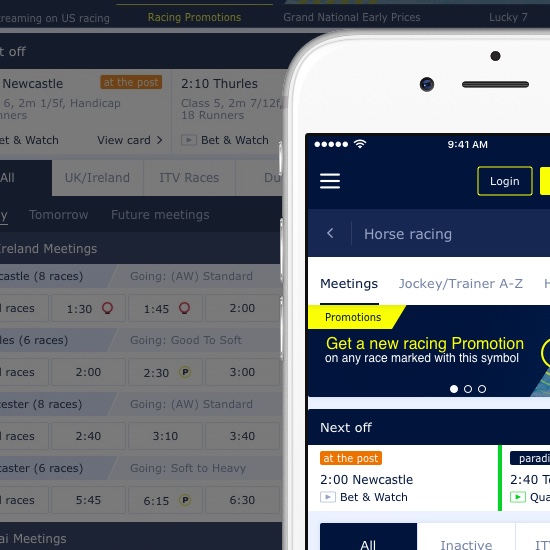 reaming on US racing
Racing Promotions
Grand National Early Prices
Lucky 7
t off
Newcastle
at the post
6, 2m 1/5f, Handicap
nners
et & Watch
View card >
2:10 Thurles
Class 5, 2m 7/12f,
18 Runners
Bet & Watch
All
UK/Ireland
ITV Races
Du
y
Tomorrow
Future meetings
reland Meetings
castle (8 races)
Going: (AW) Standard
l races
1:30
1:45
2:00
les (6 races)
Going: Good To Soft
l races
2:00
2:30 P
3:00
cester (8 races)
Going: (AW) Standard
l races
2:40
3:10
3:40
caster (6 races)
Going: Soft to Heavy
l races
5:45
6:15 P
6:30
ai Meetings
9:41 AM
Login
Horse racing
Meetings
Jockey/Trainer A-Z
H
Promotions
Get a new racing Promotion
on any race marked with this symbol
Next off
at the post
2:00 Newcastle
Bet & Watch
paradi
2:40 T
Qua
All
Inactive
IT